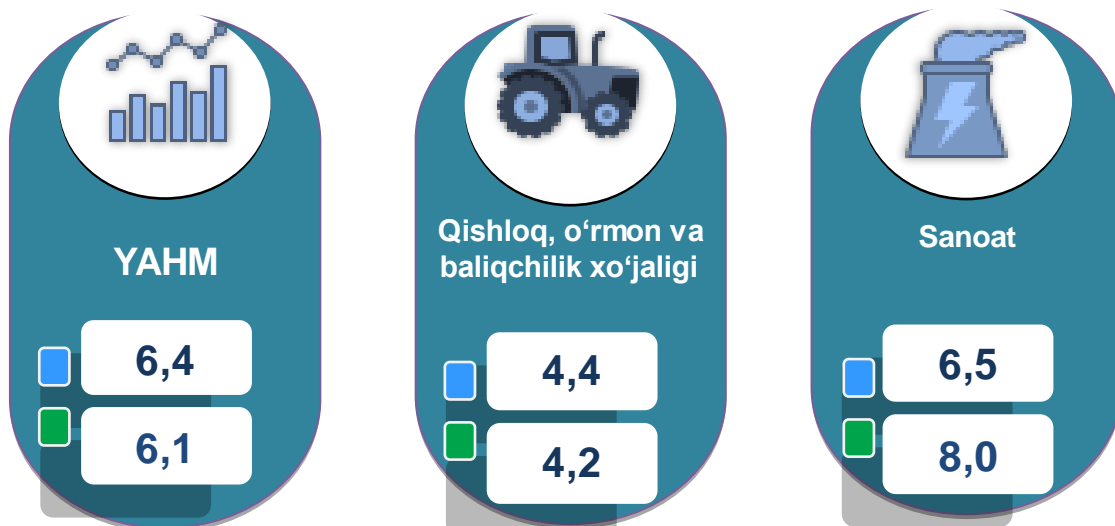 YAHM
6,4
6,1
Qishloq, o‘rmon va
baliqchilik xo‘jaligi
4,4
4,2
Sanoat
6,5
8,0